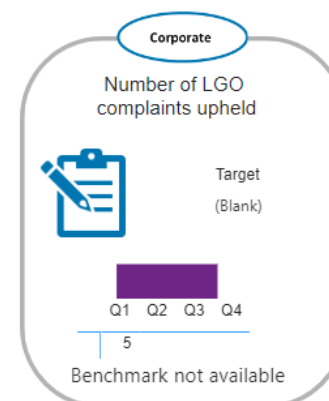 Corporate
Number of LGO
complaints upheld
Target
(Blank)
Q1 Q2 Q3 Q4
5
Benchmark not available